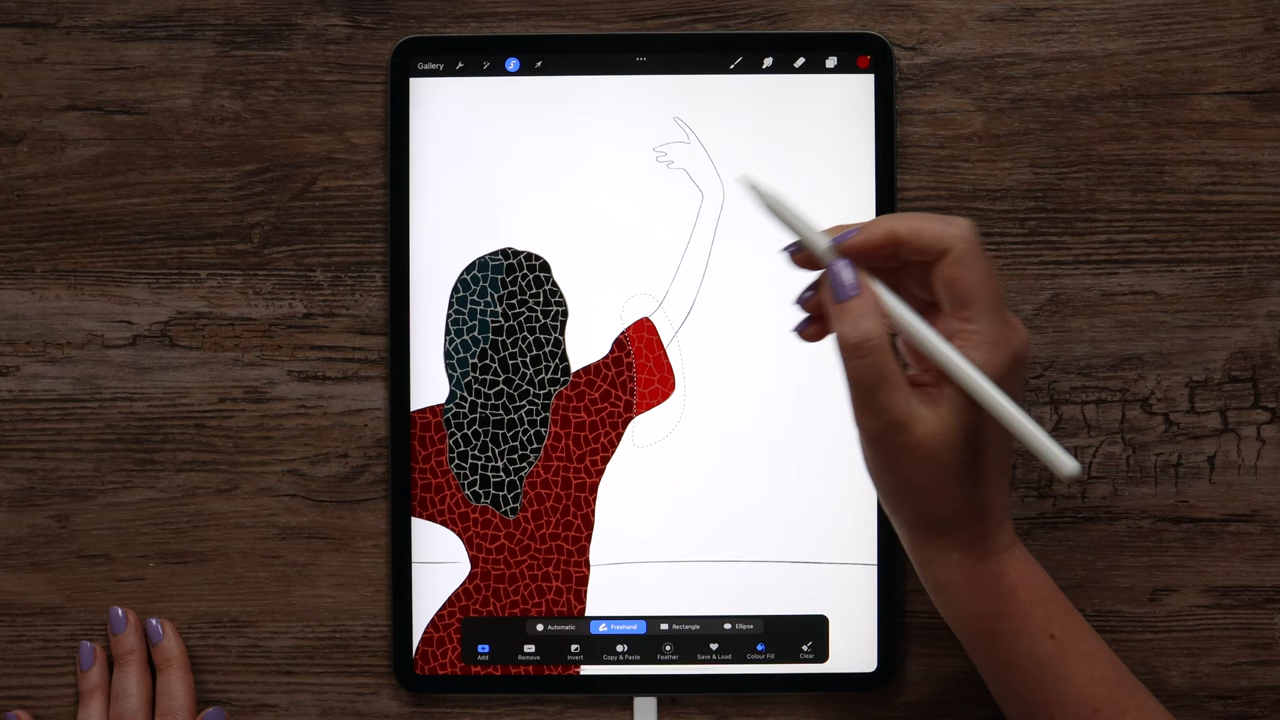 Gallery
Automatic Freehand Rectangle Ellipse
Add Remove Invert Copy & Paste Feather Save & Load Colour Fill Clear